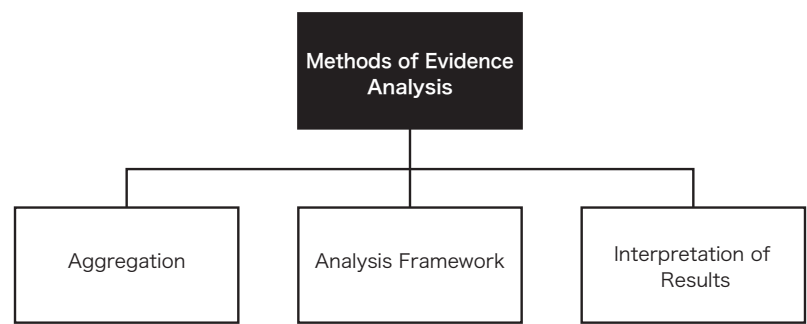 Methods of Evidence
Analysis
Aggregation
Analysis Framework
Interpretation of
Results